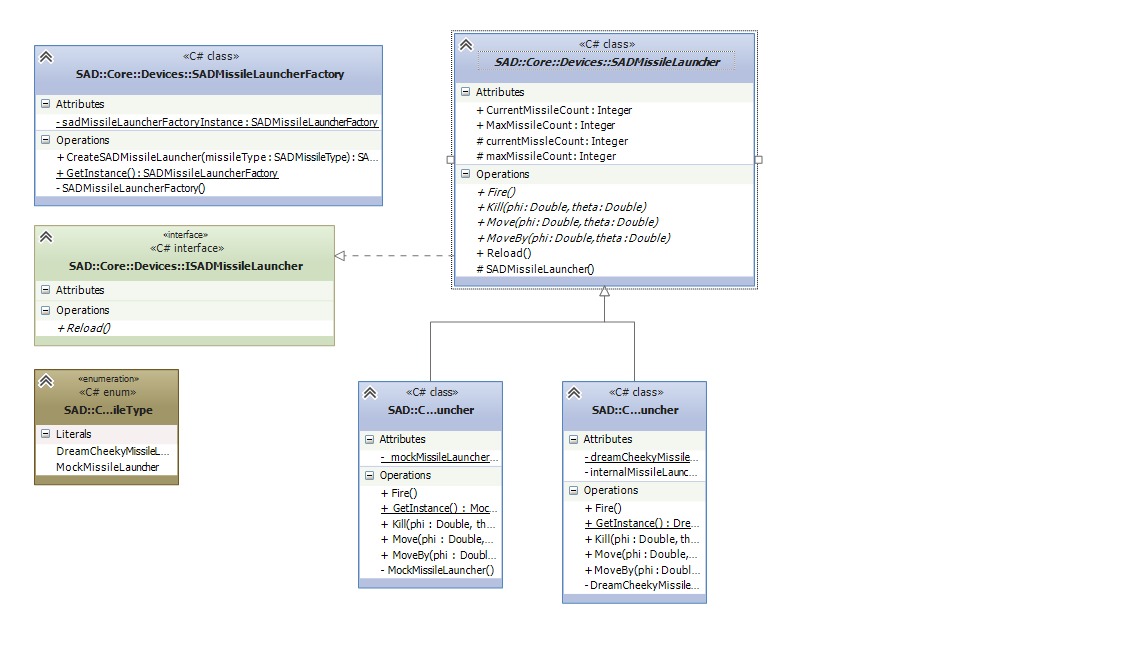 «C# class»
SAD::Core::Devices::SADMissileLauncherFactory
Attributes
- sadMissileLauncherFactoryInstance : SADMissileLauncherFactory
Operations
+ CreateSADMissileLauncher(missileType : SADMissileType) : SA...
+ GetInstance() : SADMissileLauncherFactory
- SADMissileLauncherFactory()
«C# class»
SAD::Core::Devices::SADMissileLauncher
Attributes
+ CurrentMissileCount : Integer
+ MaxMissileCount : Integer
# currentMissleCount : Integer
# maxMissileCount : Integer
Operations
+ Fire()
+ Kill(phi : Double, theta : Double)
+ Move(phi : Double, theta : Double)
+ MoveBy(phi : Double, theta : Double)
+ Reload()
# SADMissileLauncher()
«interface»
«C# interface»
SAD::Core::Devices::ISADMissileLauncher
Attributes
Operations
+ Reload()
«enumeration»
«C# enum»
SAD::C...ileType
Literals
DreamCheekyMissileL...
MockMissileLauncher
«C# class»
SAD::C...uncher
Attributes
- _mockMissileLauncher...
Operations
+ Fire()
+ GetInstance() : Moc...
+ Kill(phi : Double, th...
+ Move(phi : Double,...
+ MoveBy(phi : Doubl...
- MockMissileLauncher()
«C# class»
SAD::C...uncher
Attributes
- dreamCheekyMissile...
- internalMissileLaunc...
Operations
+ Fire()
+ GetInstance() : Dre...
+ Kill(phi : Double, th...
+ Move(phi : Double,...
+ MoveBy(phi : Doubl...
- DreamCheekyMissile...